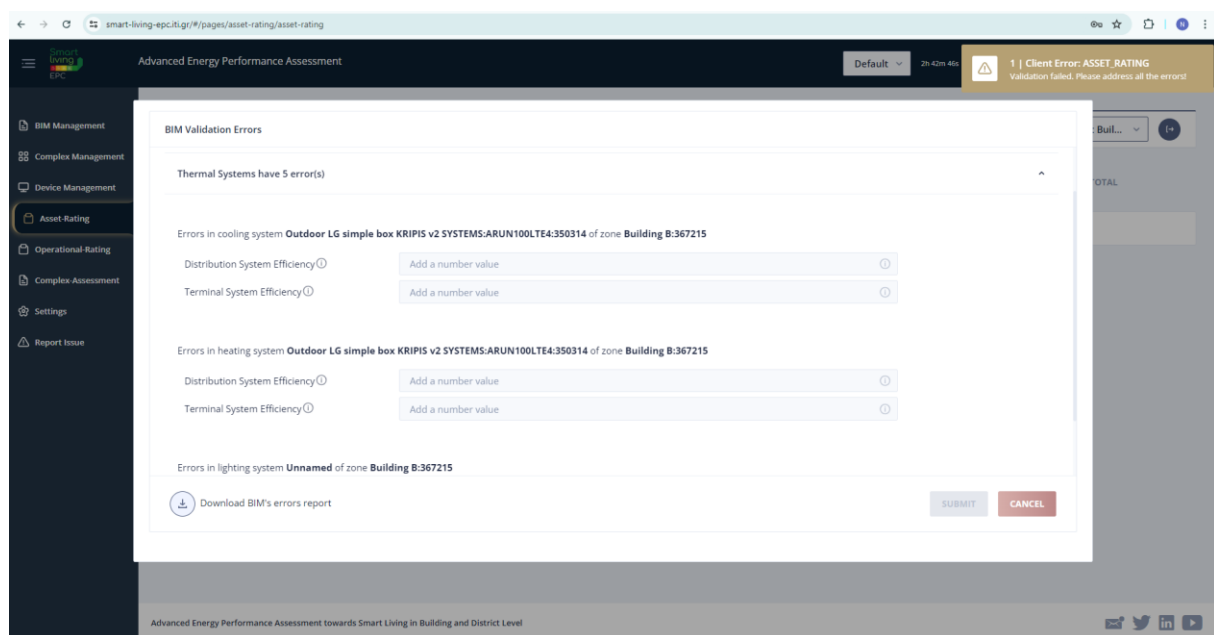 smart-living-epc.iti.gr/#/pages/asset-rating/asset-rating
N
Smart
living
EPC
Advanced Energy Performance Assessment
Default
2h 42m 46s
1 | Client Error: ASSET_RATING
Validation failed. Please address all the errors!
BIM Management
Complex Management
Device Management
Asset-Rating
Operational-Rating
Complex-Assessment
Settings
Report Issue
: Buil...
OTAL
BIM Validation Errors
Thermal Systems have 5 error(s)
Errors in cooling system Outdoor LG simple box KRIPIS v2 SYSTEMS:ARUN100LTE4:350314 of zone Building B:367215
Distribution System Efficiency Add a number value
Terminal System Efficiency Add a number value
Errors in heating system Outdoor LG simple box KRIPIS v2 SYSTEMS:ARUN100LTE4:350314 of zone Building B:367215
Distribution System Efficiency Add a number value
Terminal System Efficiency Add a number value
Errors in lighting system Unnamed of zone Building B:367215
Download BIM's errors report
SUBMIT
CANCEL
Advanced Energy Performance Assessment towards Smart Living in Building and District Level
in